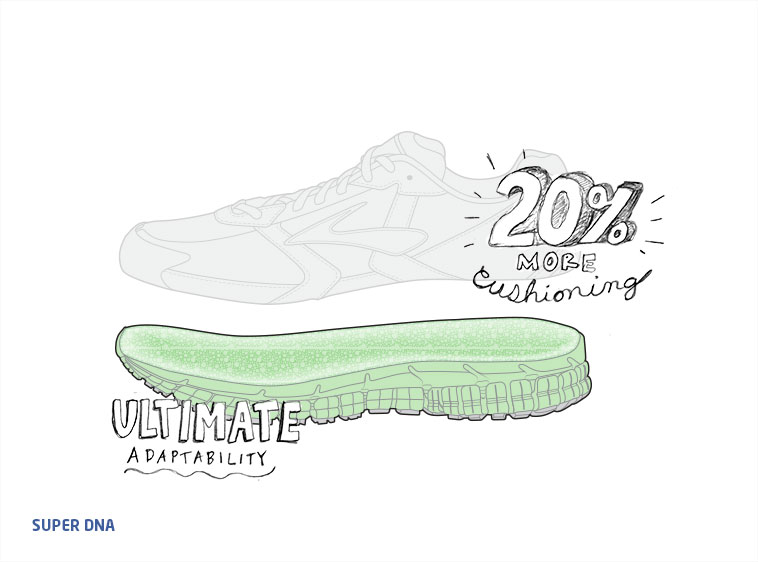 20%
MORE
Cushioning
ULTIMATE
ADAPTABILITY
SUPER DNA